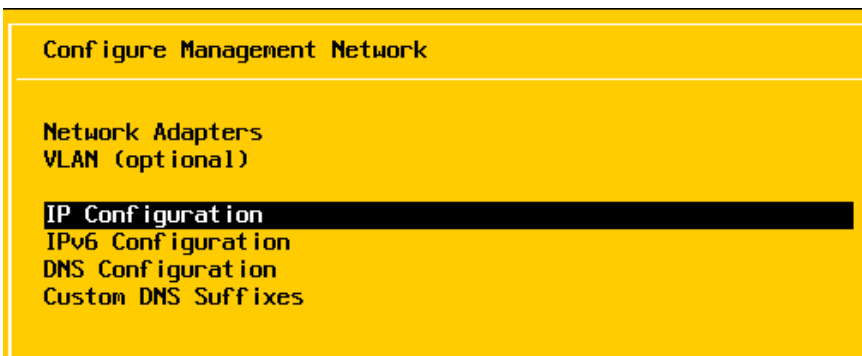 Configure Management Network
Network Adapters
VLAN (optional)
IP Configuration
IPv6 Configuration
DNS Configuration
Custom DNS Suffixes